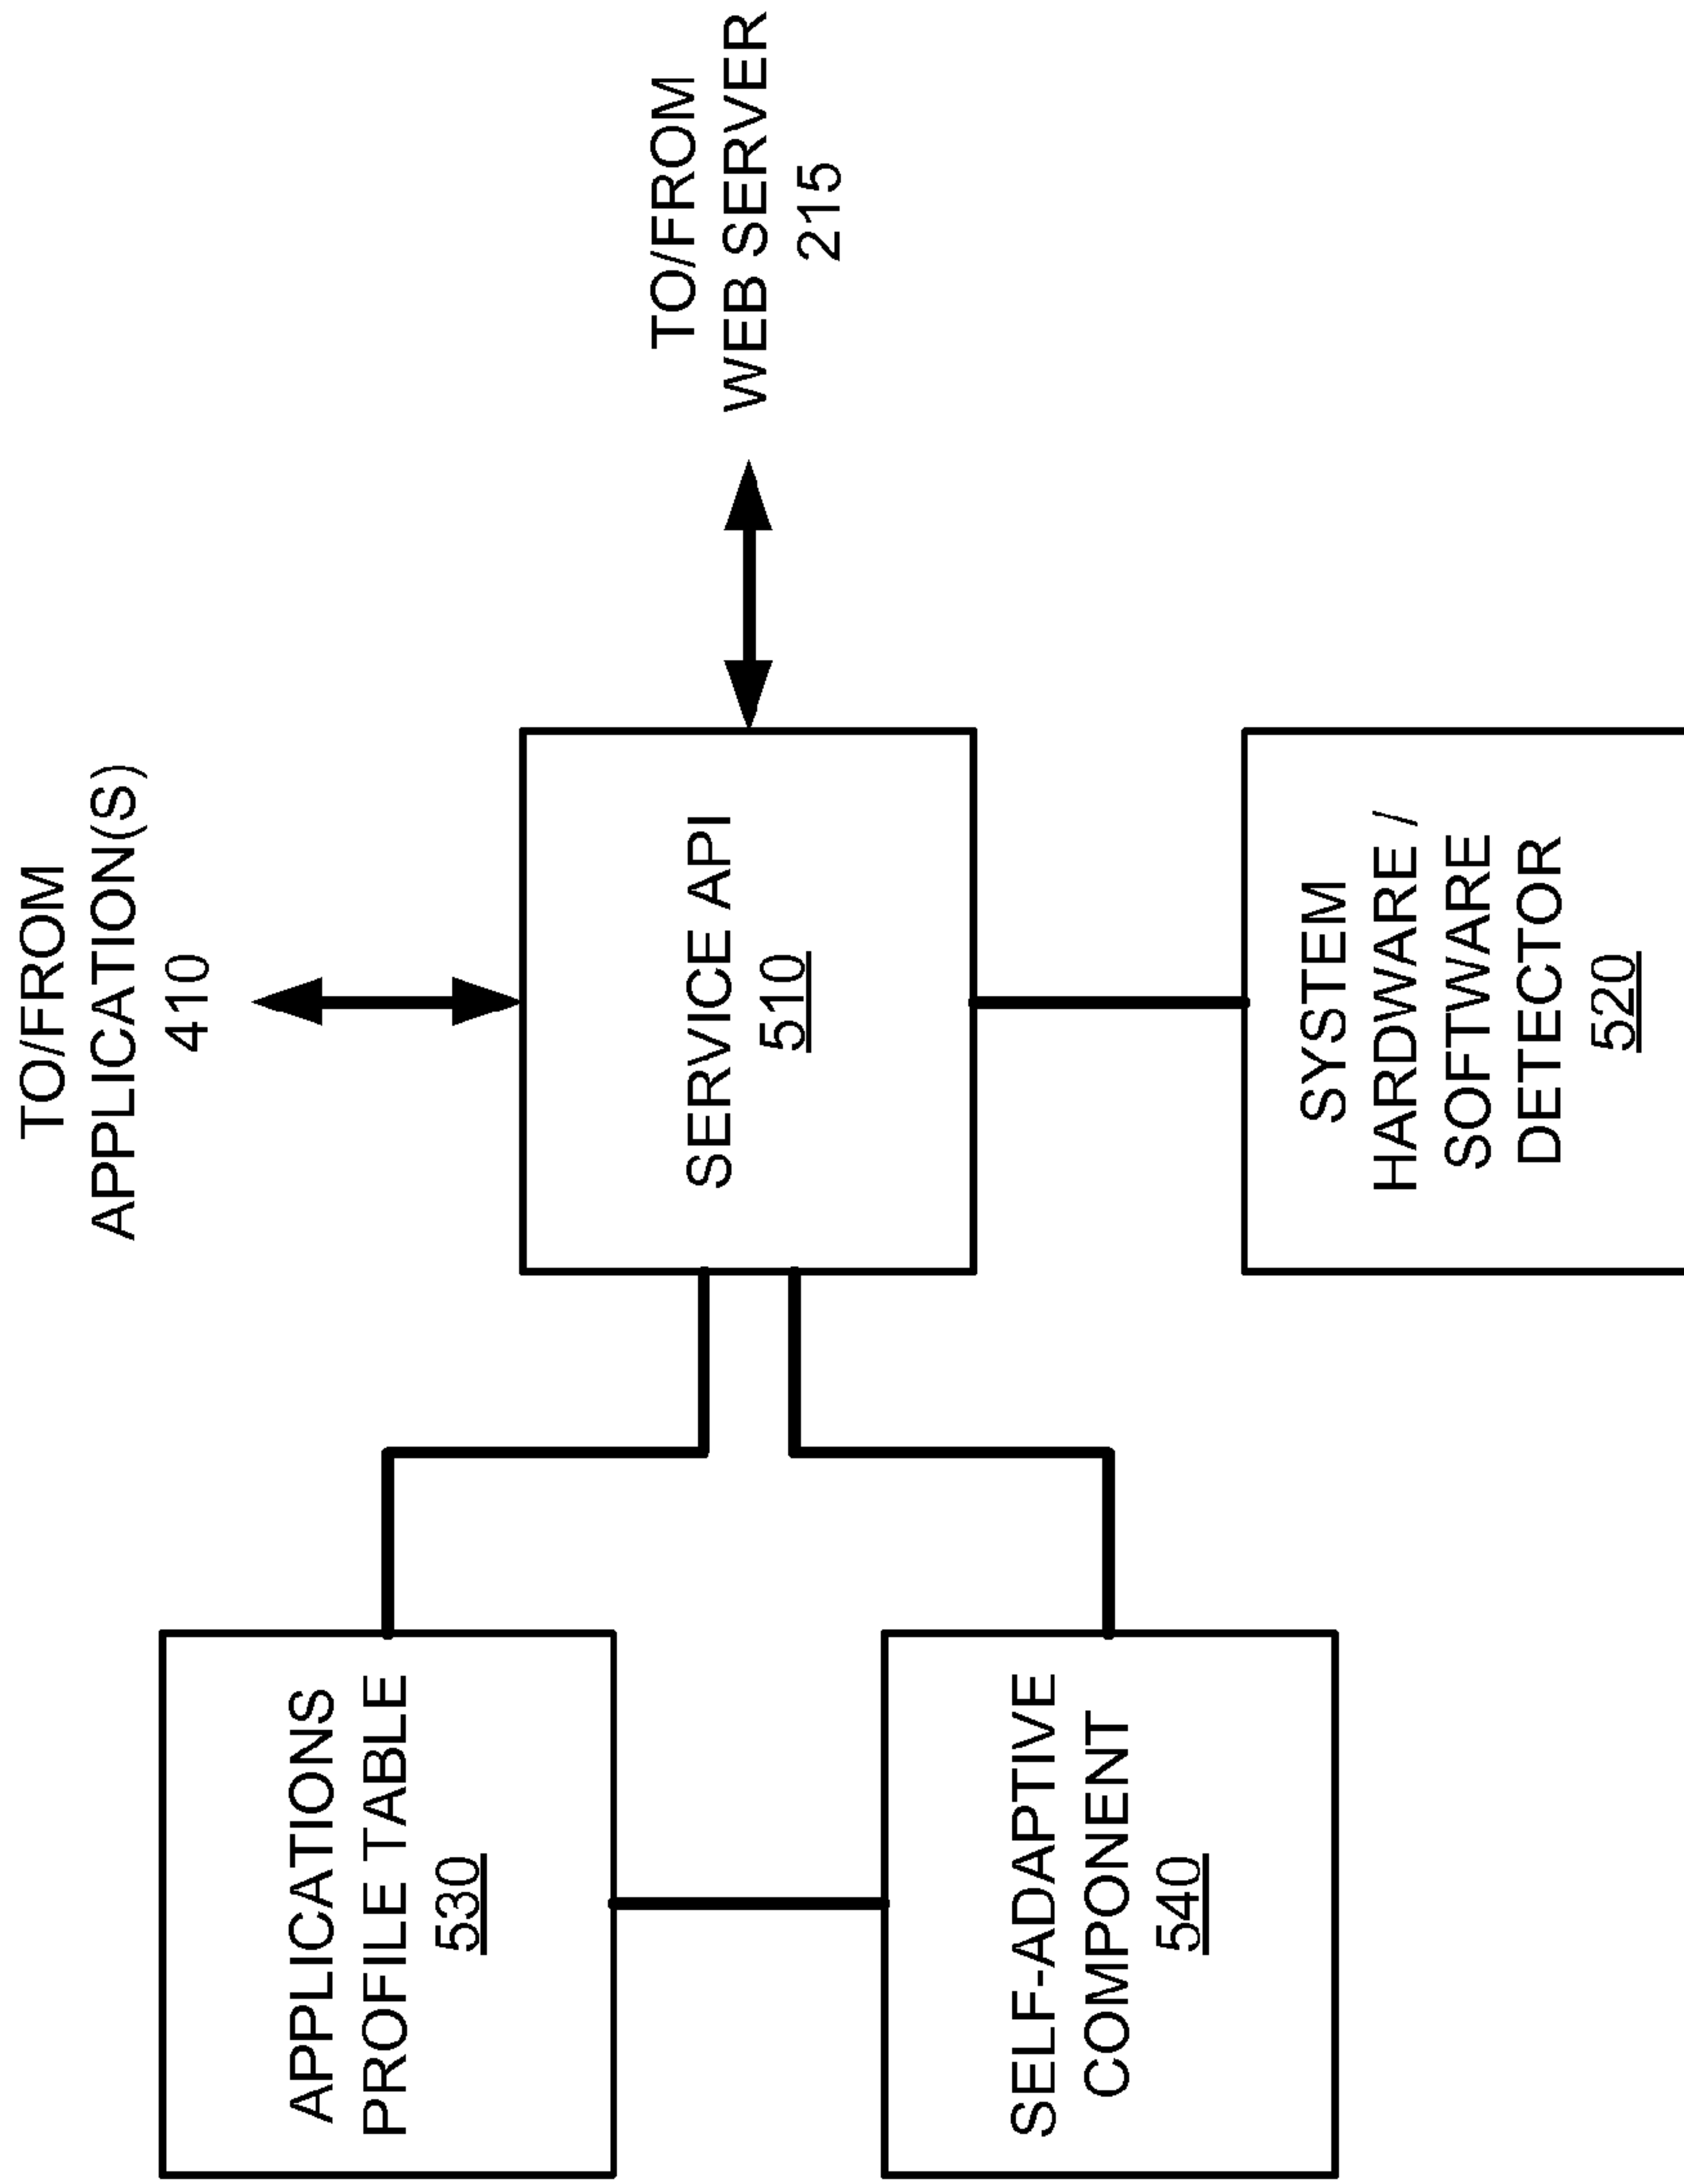 TO/FROM
APPLICATION(S)
410
TO/FROM
WEB SERVER
215
SERVICE API
510
SYSTEM
HARDWARE /
SOFTWARE
DETECTOR
520
APPLICATIONS
PROFILE TABLE
530
SELF-ADAPTIVE
COMPONENT
540